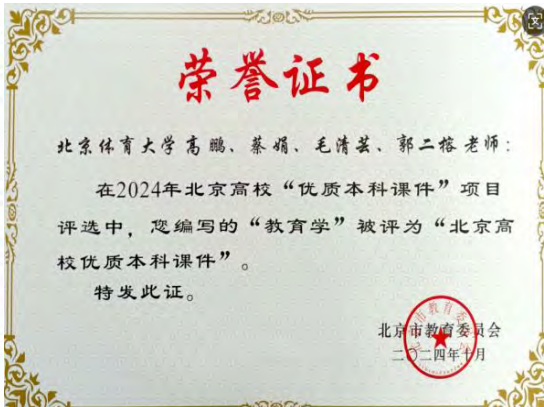 荣誉证书
北京体育大学高鹏、蔡娟、毛清芸、郭二榕老师：
在2024年北京高校“优质本科课件”项目
评选中，您编写的“教育学”被评为“北京高
校优质本科课件”。
特发此证。
北京市教育委员会
二〇二四年十月